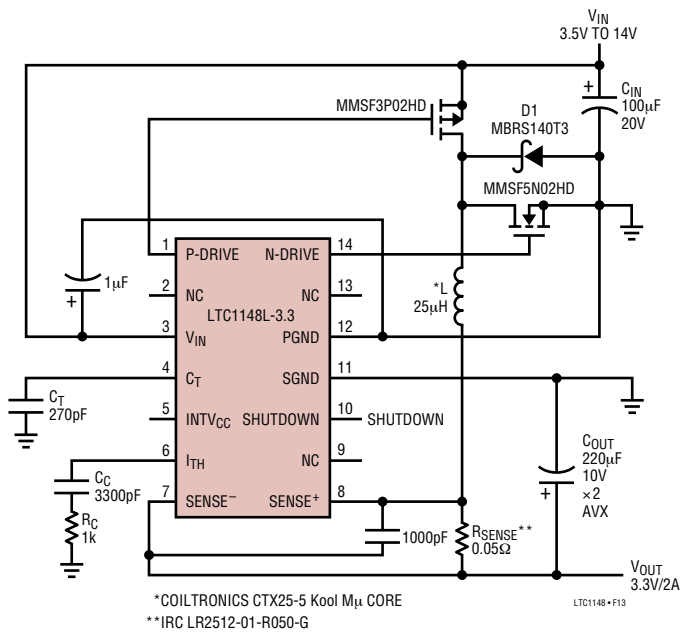 V_IN
3.5V TO 14V
MMSF3P02HD
D1
MBRS140T3
+
C_IN
100µF
20V
MMSF5N02HD
1
P-DRIVE
N-DRIVE
14
1µF
+
2
NC
NC
13
*L
25µH
LTC1148L-3.3
3
V_IN
PGND
12
4
C_T
SGND
11
C_T
270pF
5
INTV_CC
SHUTDOWN
10
SHUTDOWN
6
I_TH
NC
9
C_C
3300pF
R_C
1k
7
SENSE⁻
SENSE⁺
8
1000pF
R_SENSE**
0.05Ω
C_OUT
220µF
10V
×2
AVX
+
V_OUT
3.3V/2A
*COILTRONICS CTX25-5 Kool Mµ CORE
**IRC LR2512-01-R050-G
LTC1148 • F13